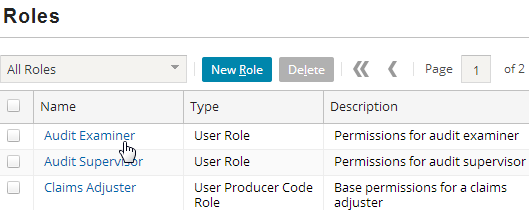 Roles
All Roles New Role Delete Page 1 of 2
Name Type Description
Audit Examiner User Role Permissions for audit examiner
Audit Supervisor User Role Permissions for audit supervisor
Claims Adjuster User Producer Code Base permissions for a claims
Role adjuster